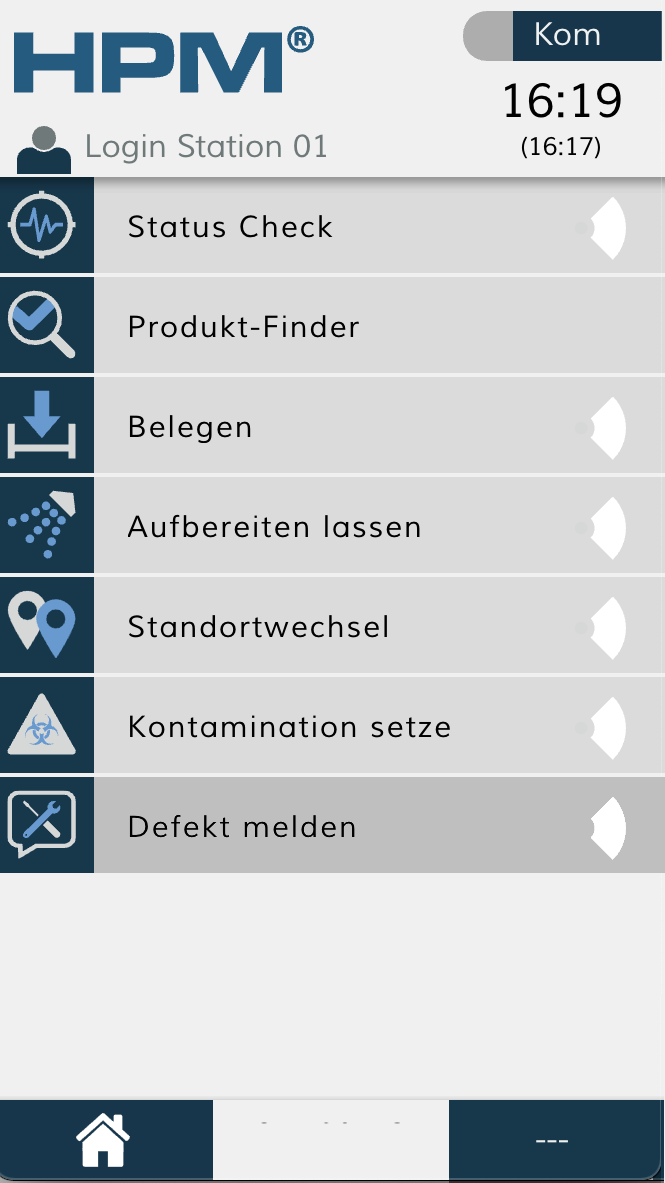 HPM®
Kom
16:19
(16:17)
Login Station 01
Status Check
Produkt-Finder
Belegen
Aufbereiten lassen
Standortwechsel
Kontamination setze
Defekt melden
---